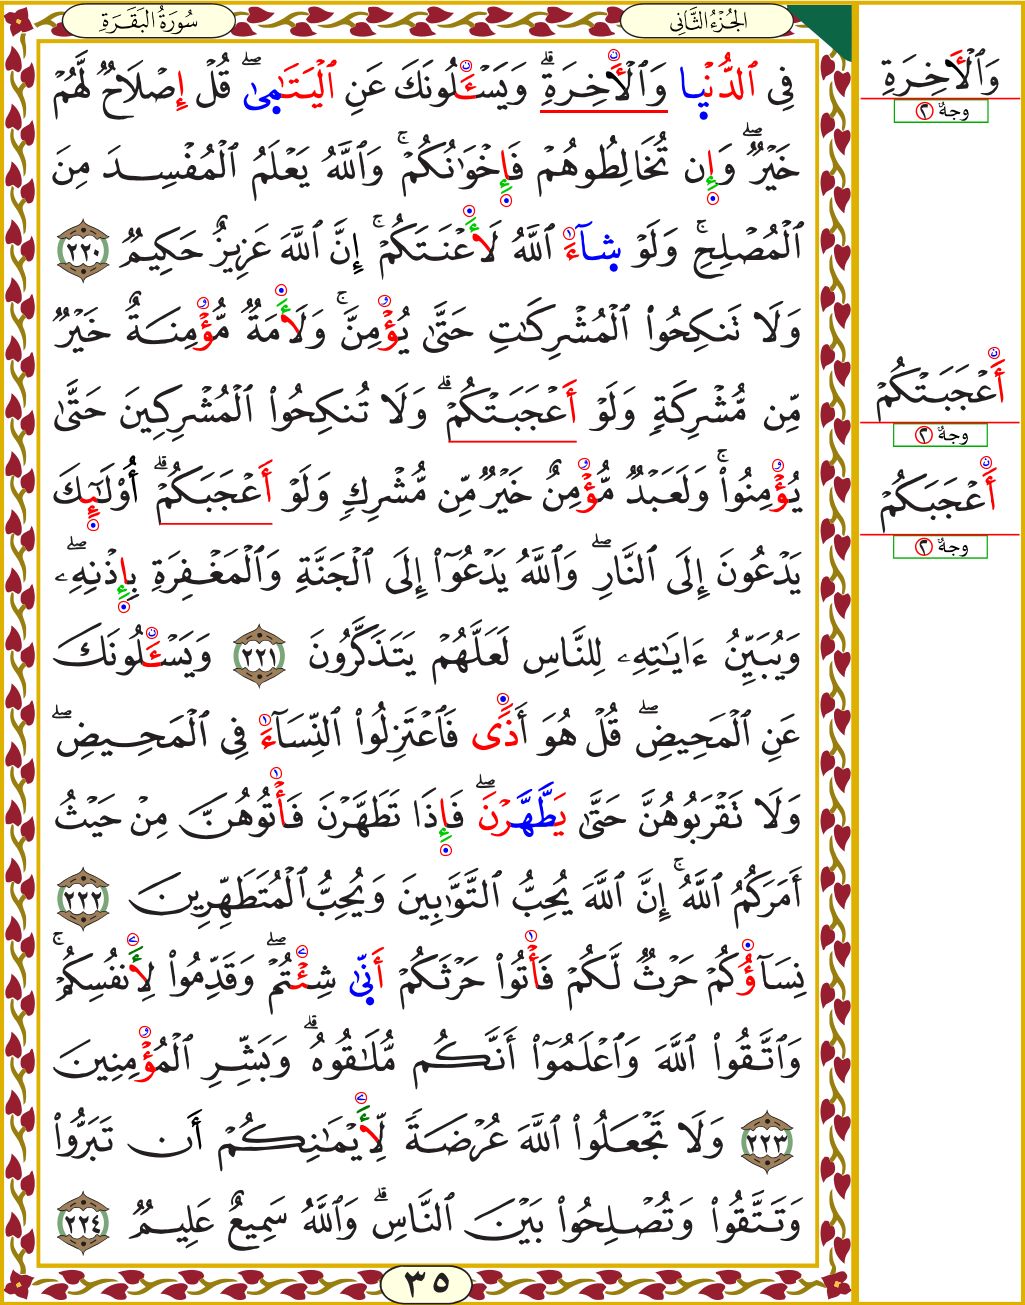 الجُزْءُ الثَّانِى
سُورَةُ البَقَرَةِ
فِى ٱلدُّنْيَا وَٱلْأَخِرَةِ ۗ وَيَسْـَٔلُونَكَ عَنِ ٱلْيَتَـٰمَىٰ ۖ قُلْ إِصْلَاحٌ لَّهُمْ
خَيْرٌ ۖ وَإِن تُخَالِطُوهُمْ فَإِخْوَٰنُكُمْ ۚ وَٱللَّهُ يَعْلَمُ ٱلْمُفْسِدَ مِنَ
ٱلْمُصْلِحِ ۚ وَلَوْ شَآءَ ٱللَّهُ لَأَعْنَتَكُمْ ۚ إِنَّ ٱللَّهَ عَزِيزٌ حَكِيمٌ ٢٢٠
وَلَا تَنكِحُوا۟ ٱلْمُشْرِكَـٰتِ حَتَّىٰ يُؤْمِنَّ ۚ وَلَأَمَةٌ مُّؤْمِنَةٌ خَيْرٌ
مِّن مُّشْرِكَةٍ وَلَوْ أَعْجَبَتْكُمْ ۗ وَلَا تُنكِحُوا۟ ٱلْمُشْرِكِينَ حَتَّىٰ
يُؤْمِنُوا۟ ۚ وَلَعَبْدٌ مُّؤْمِنٌ خَيْرٌ مِّن مُّشْرِكٍ وَلَوْ أَعْجَبَكُمْ ۗ أُو۟لَـٰٓئِكَ
يَدْعُونَ إِلَى ٱلنَّارِ ۖ وَٱللَّهُ يَدْعُوٓا۟ إِلَى ٱلْجَنَّةِ وَٱلْمَغْفِرَةِ بِإِذْنِهِۦ ۖ
وَيُبَيِّنُ ءَايَـٰتِهِۦ لِلنَّاسِ لَعَلَّهُمْ يَتَذَكَّرُونَ ٢٢١ وَيَسْـَٔلُونَكَ
عَنِ ٱلْمَحِيضِ ۖ قُلْ هُوَ أَذًى فَٱعْتَزِلُوا۟ ٱلنِّسَآءَ فِى ٱلْمَحِيضِ ۖ
وَلَا تَقْرَبُوهُنَّ حَتَّىٰ يَطَّهَّرْنَ ۖ فَإِذَا تَطَهَّرْنَ فَأْتُوهُنَّ مِنْ حَيْثُ
أَمَرَكُمُ ٱللَّهُ ۚ إِنَّ ٱللَّهَ يُحِبُّ ٱلتَّوَّٰبِينَ وَيُحِبُّ ٱلْمُتَطَهِّرِينَ ٢٢٢
نِسَآؤُكُمْ حَرْثٌ لَّكُمْ فَأْتُوا۟ حَرْثَكُمْ أَنَّىٰ شِئْتُمْ ۖ وَقَدِّمُوا۟ لِأَنفُسِكُمْ ۚ
وَٱتَّقُوا۟ ٱللَّهَ وَٱعْلَمُوٓا۟ أَنَّكُم مُّلَـٰقُوهُ ۗ وَبَشِّرِ ٱلْمُؤْمِنِينَ
٢٢٣ وَلَا تَجْعَلُوا۟ ٱللَّهَ عُرْضَةً لِّأَيْمَـٰنِكُمْ أَن تَبَرُّوا۟
وَتَتَّقُوا۟ وَتُصْلِحُوا۟ بَيْنَ ٱلنَّاسِ ۗ وَٱللَّهُ سَمِيعٌ عَلِيمٌ ٢٢٤
٣٥
وَٱلْأَخِرَةِ
وجهٌ ٢
أَعْجَبَتْكُمْ
وجهٌ ٢
أَعْجَبَكُمْ
وجهٌ ٢